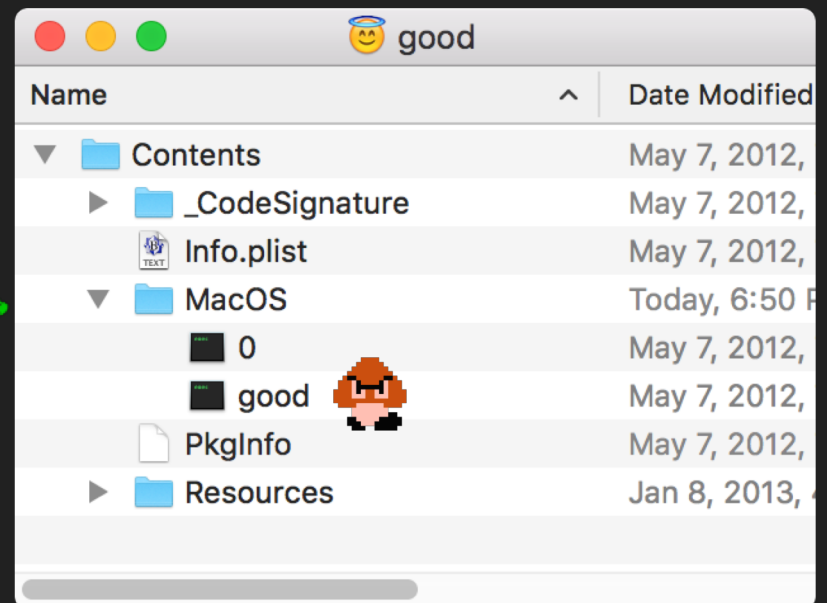 good
Name Date Modified
Contents May 7, 2012,
_CodeSignature May 7, 2012,
Info.plist May 7, 2012,
MacOS Today, 6:50
0 May 7, 2012,
good May 7, 2012,
PkgInfo May 7, 2012,
Resources Jan 8, 2013,
TEXT